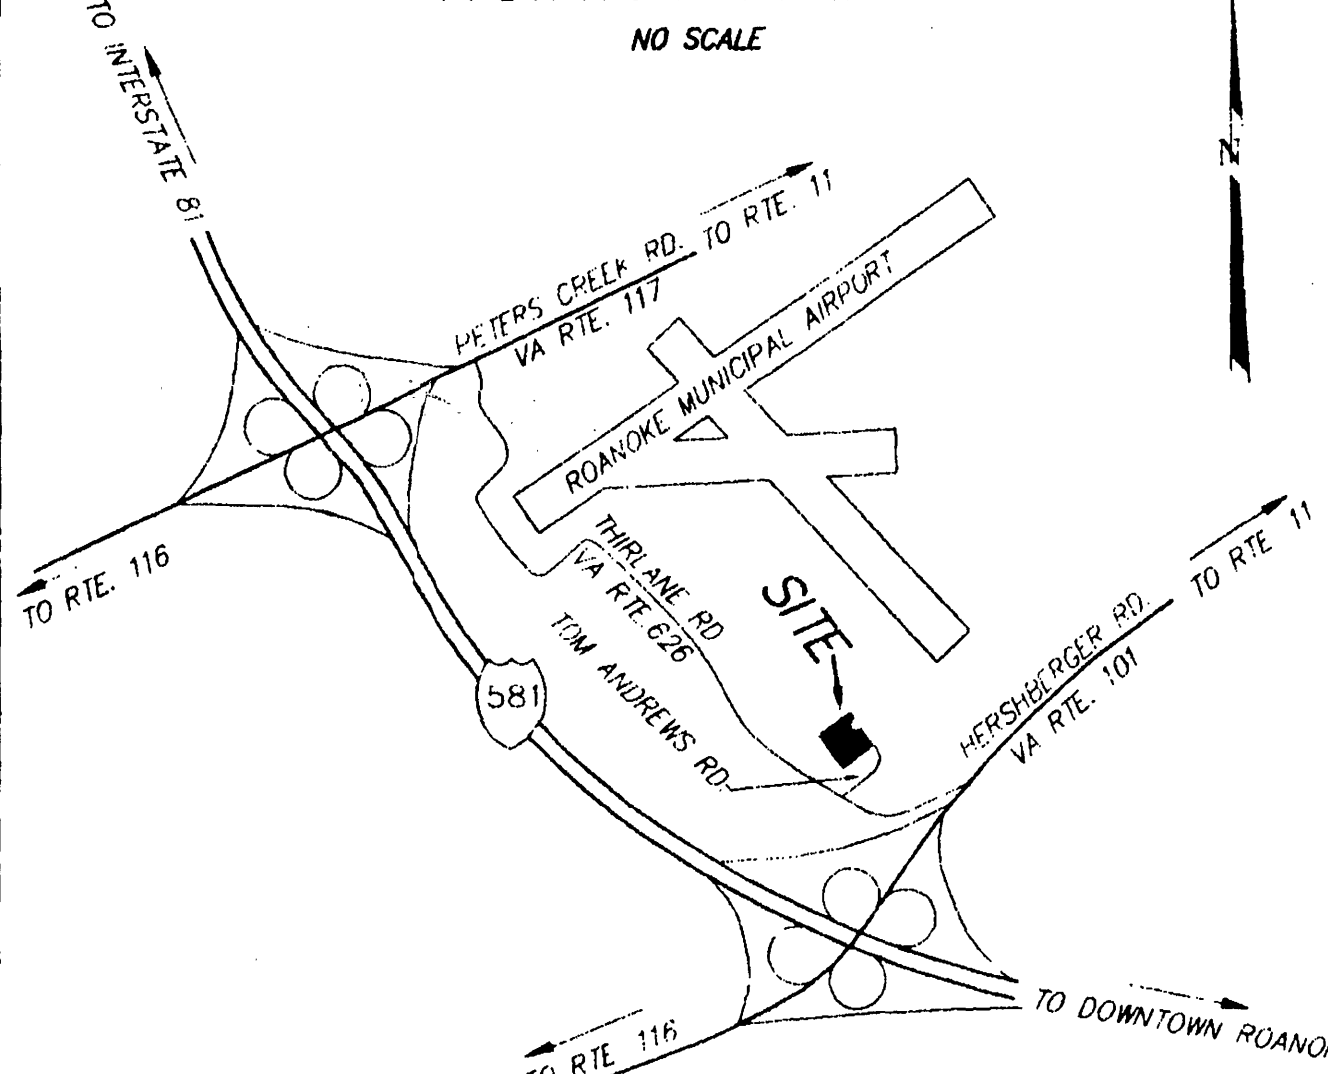 NO SCALE
TO INTERSTATE 81
N
PETERS CREEK RD.
VA RTE. 117
TO RTE. 11
ROANOKE MUNICIPAL AIRPORT
TO RTE. 116
THIRLANE RD
VA RTE. 626
TOM ANDREWS RD.
SITE
581
HERSHBERGER RD.
VA RTE. 101
TO RTE 11
TO DOWNTOWN
TO RTE 116